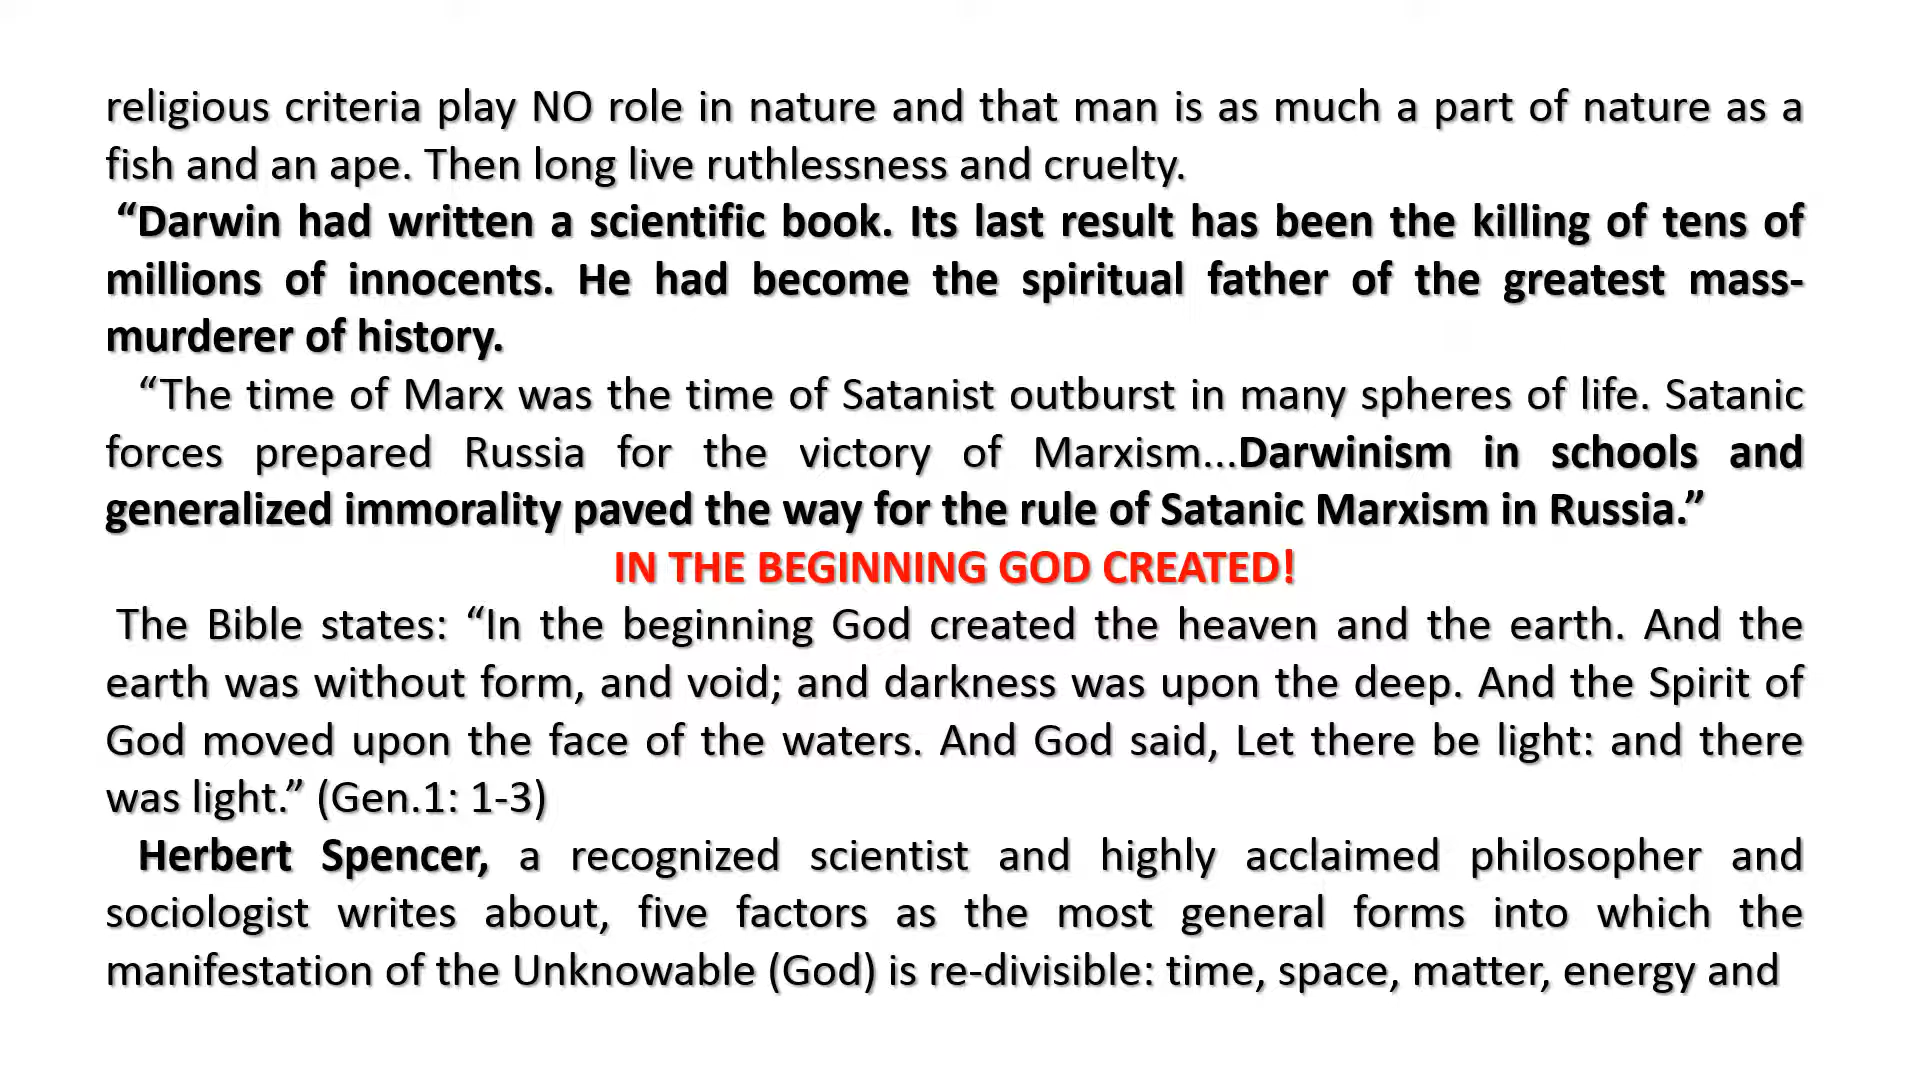 religious criteria play NO role in nature and that man is as much a part of nature as a
fish and an ape. Then long live ruthlessness and cruelty.
“Darwin had written a scientific book. Its last result has been the killing of tens of
millions of innocents. He had become the spiritual father of the greatest mass-
murderer of history.
“The time of Marx was the time of Satanist outburst in many spheres of life. Satanic
forces prepared Russia for the victory of Marxism...Darwinism in schools and
generalized immorality paved the way for the rule of Satanic Marxism in Russia.”
IN THE BEGINNING GOD CREATED!
The Bible states: “In the beginning God created the heaven and the earth. And the
earth was without form, and void; and darkness was upon the deep. And the Spirit of
God moved upon the face of the waters. And God said, Let there be light: and there
was light.” (Gen.1: 1-3)
Herbert Spencer, a recognized scientist and highly acclaimed philosopher and
sociologist writes about, five factors as the most general forms into which the
manifestation of the Unknowable (God) is re-divisible: time, space, matter, energy and